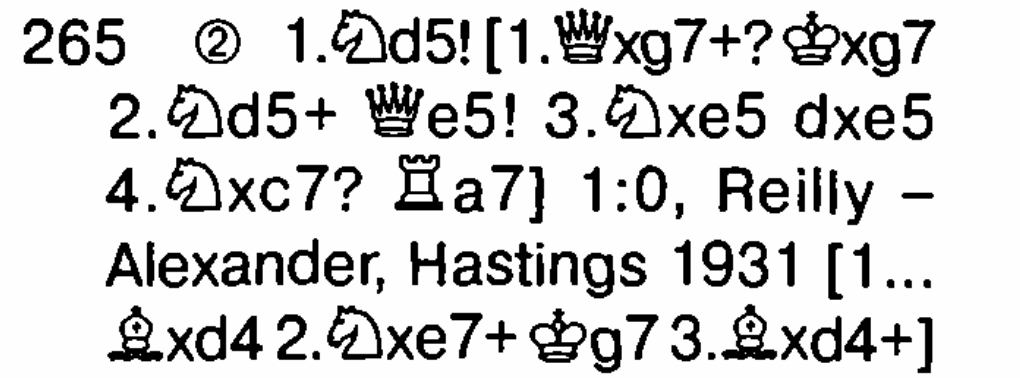 265 ② 1.♘d5! [1.♕xg7+? ♔xg7
2.♘d5+ ♕e5! 3.♘xe5 dxe5
4.♘xc7? ♖a7] 1:0, Reilly –
Alexander, Hastings 1931 [1...
♗xd4 2.♘xe7+ ♔g7 3.♗xd4+]